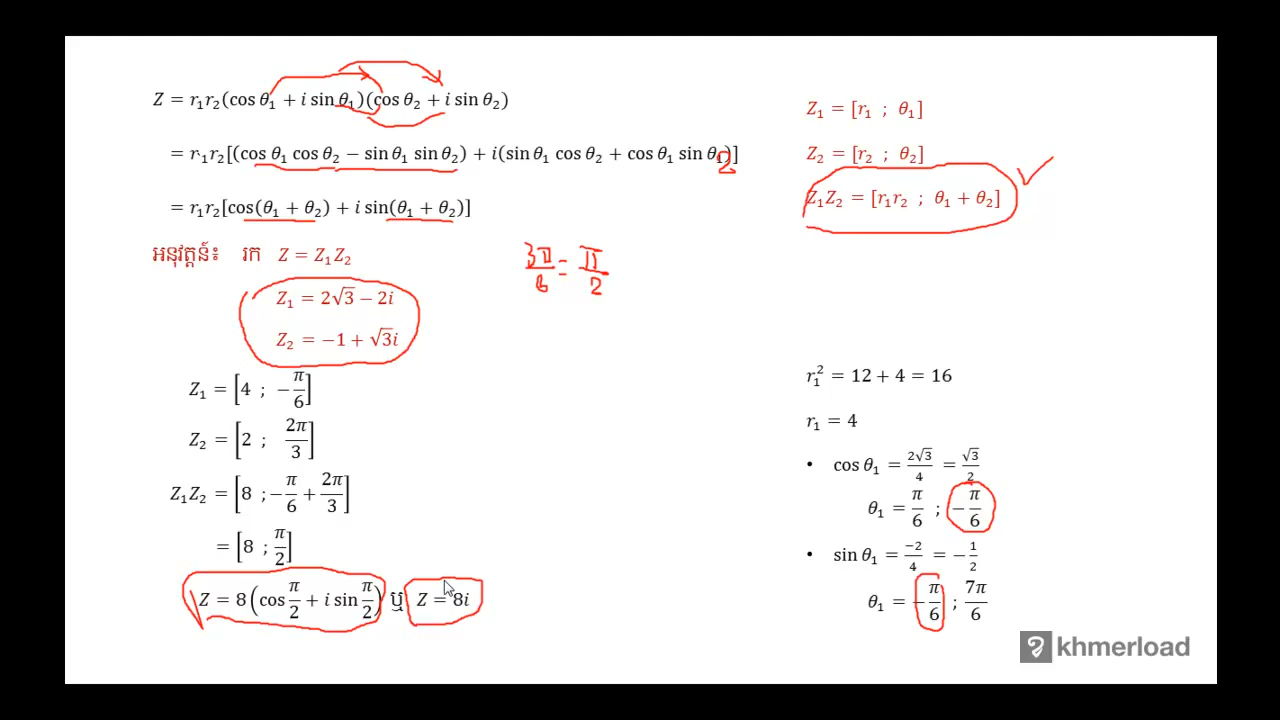 Z = r₁r₂(cos θ₁ + i sin θ₁)(cos θ₂ + i sin θ₂)
= r₁r₂[(cos θ₁ cos θ₂ − sin θ₁ sin θ₂) + i(sin θ₁ cos θ₂ + cos θ₁ sin θ₂)]
= r₁r₂[cos(θ₁ + θ₂) + i sin(θ₁ + θ₂)]
អនុវត្តន៍៖ រក Z = Z₁Z₂
Z₁ = 2√3 − 2i
Z₂ = −1 + √3i
Z₁ = [4 ; −π/6]
Z₂ = [2 ; 2π/3]
Z₁Z₂ = [8 ; −π/6 + 2π/3]
= [8 ; π/2]
Z = 8(cos π/2 + i sin π/2) ឬ Z = 8i
3π/6 = π/2
Z₁ = [r₁ ; θ₁]
Z₂ = [r₂ ; θ₂]
Z₁Z₂ = [r₁r₂ ; θ₁ + θ₂]
r₁² = 12 + 4 = 16
r₁ = 4
• cos θ₁ = 2√3/4 = √3/2
θ₁ = π/6 ; −π/6
• sin θ₁ = −2/4 = −1/2
θ₁ = −π/6 ; 7π/6
khmerload